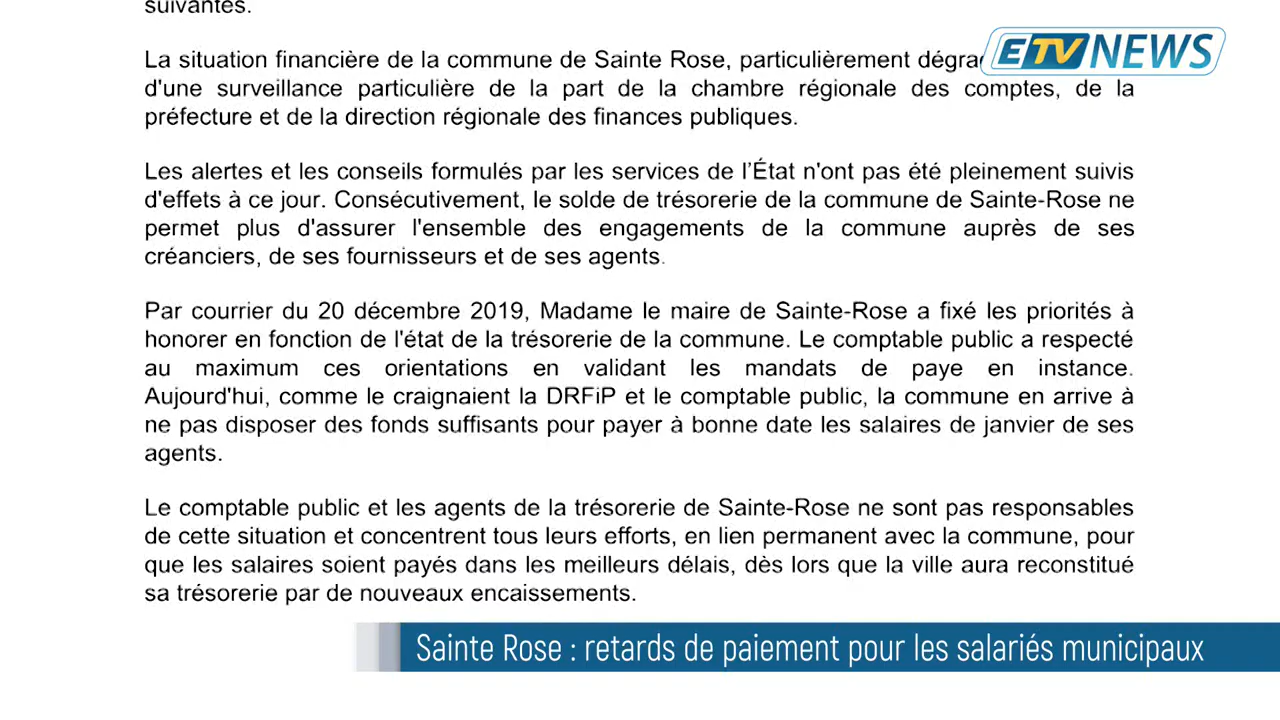 suivantes.
La situation financière de la commune de Sainte Rose, particulièrement
d'une surveillance particulière de la part de la chambre régionale des comptes, de la
préfecture et de la direction régionale des finances publiques.
Les alertes et les conseils formulés par les services de l’État n'ont pas été pleinement suivis
d'effets à ce jour. Consécutivement, le solde de trésorerie de la commune de Sainte-Rose ne
permet plus d'assurer l'ensemble des engagements de la commune auprès de ses
créanciers, de ses fournisseurs et de ses agents.
Par courrier du 20 décembre 2019, Madame le maire de Sainte-Rose a fixé les priorités à
honorer en fonction de l'état de la trésorerie de la commune. Le comptable public a respecté
au maximum ces orientations en validant les mandats de paye en instance.
Aujourd'hui, comme le craignaient la DRFiP et le comptable public, la commune en arrive à
ne pas disposer des fonds suffisants pour payer à bonne date les salaires de janvier de ses
agents.
Le comptable public et les agents de la trésorerie de Sainte-Rose ne sont pas responsables
de cette situation et concentrent tous leurs efforts, en lien permanent avec la commune, pour
que les salaires soient payés dans les meilleurs délais, dès lors que la ville aura reconstitué
sa trésorerie par de nouveaux encaissements.
ETV NEWS
Sainte Rose : retards de paiement pour les salariés municipaux